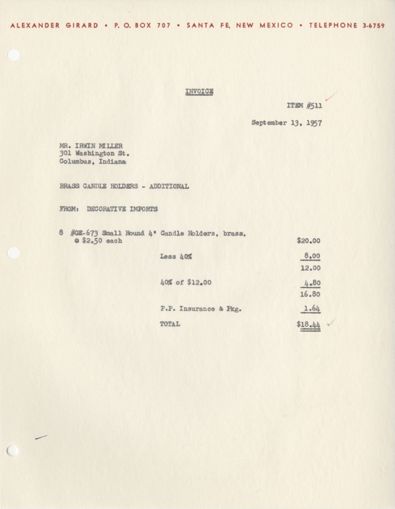 ALEXANDER GIRARD • P. O. BOX 707 • SANTA FE, NEW MEXICO • TELEPHONE 3-6759
INVOICE
ITEM #511
September 13, 1957
MR. IRWIN MILLER
301 Washington St.
Columbus, Indiana
BRASS CANDLE HOLDERS - ADDITIONAL
FROM: DECORATIVE IMPORTS
8 #GE-673 Small Round 4" Candle Holders, brass.
@ $2.50 each $20.00
Less 40% 8.00
12.00
40% of $12.00 4.80
16.80
P.P. Insurance & Pkg. 1.64
TOTAL $18.44